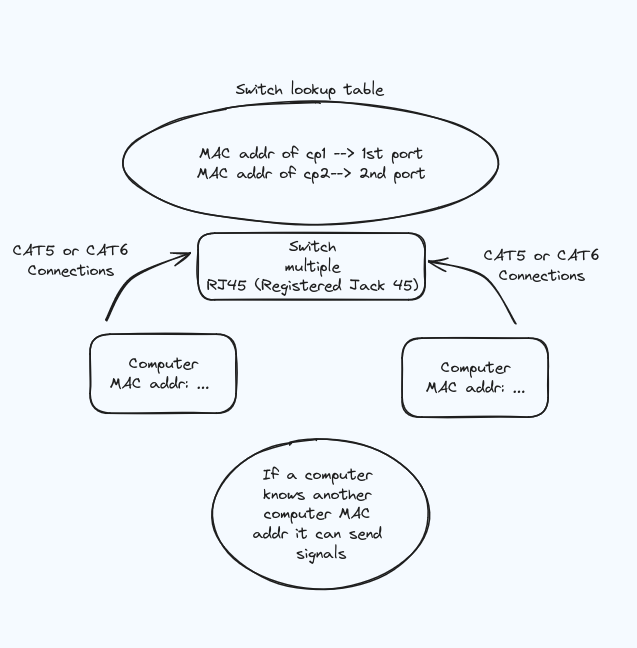 Switch lookup table
MAC addr of cp1 --> 1st port
MAC addr of cp2--> 2nd port
CAT5 or CAT6
Connections
Switch
multiple
RJ45 (Registered Jack 45)
CAT5 or CAT6
Connections
Computer
MAC addr: ...
Computer
MAC addr: ...
If a computer
knows another
computer MAC
addr it can send
signals